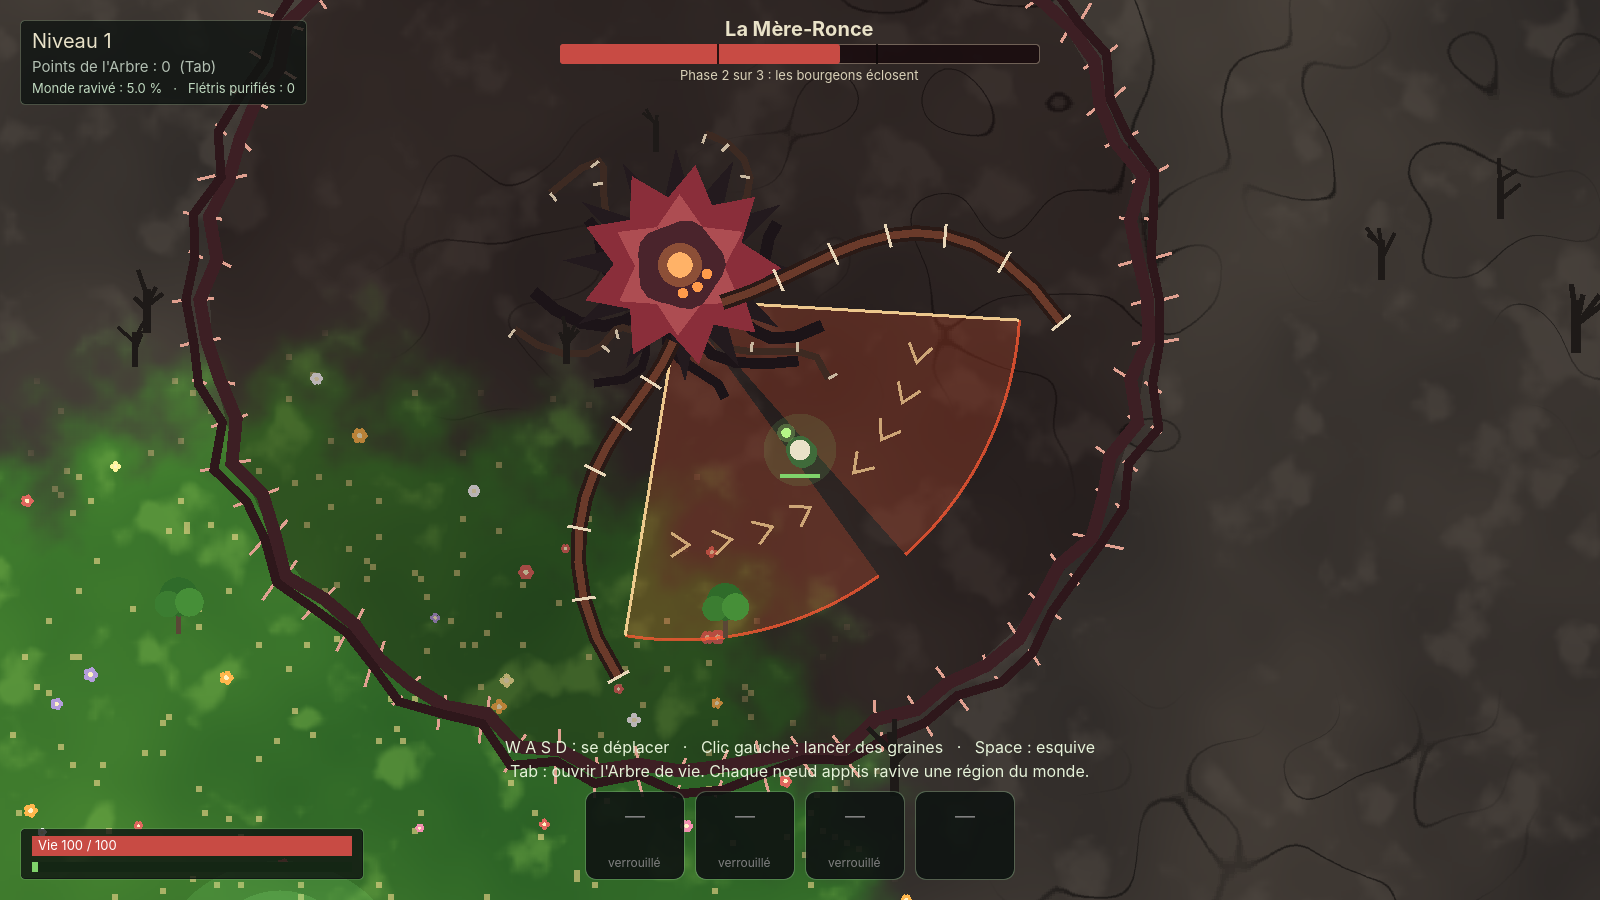 Niveau 1
Points de l'Arbre : 0 (Tab)
Monde ravivé : 5.0 % · Flétris purifiés : 0
La Mère-Ronce
Phase 2 sur 3 : les bourgeons éclosent
W A S D : se déplacer · Clic gauche : lancer des graines · Space : esquive
Tab : ouvrir l'Arbre de vie. Chaque nœud appris ravive une région du monde.
— — — —
verrouillé verrouillé verrouillé
Vie 100 / 100